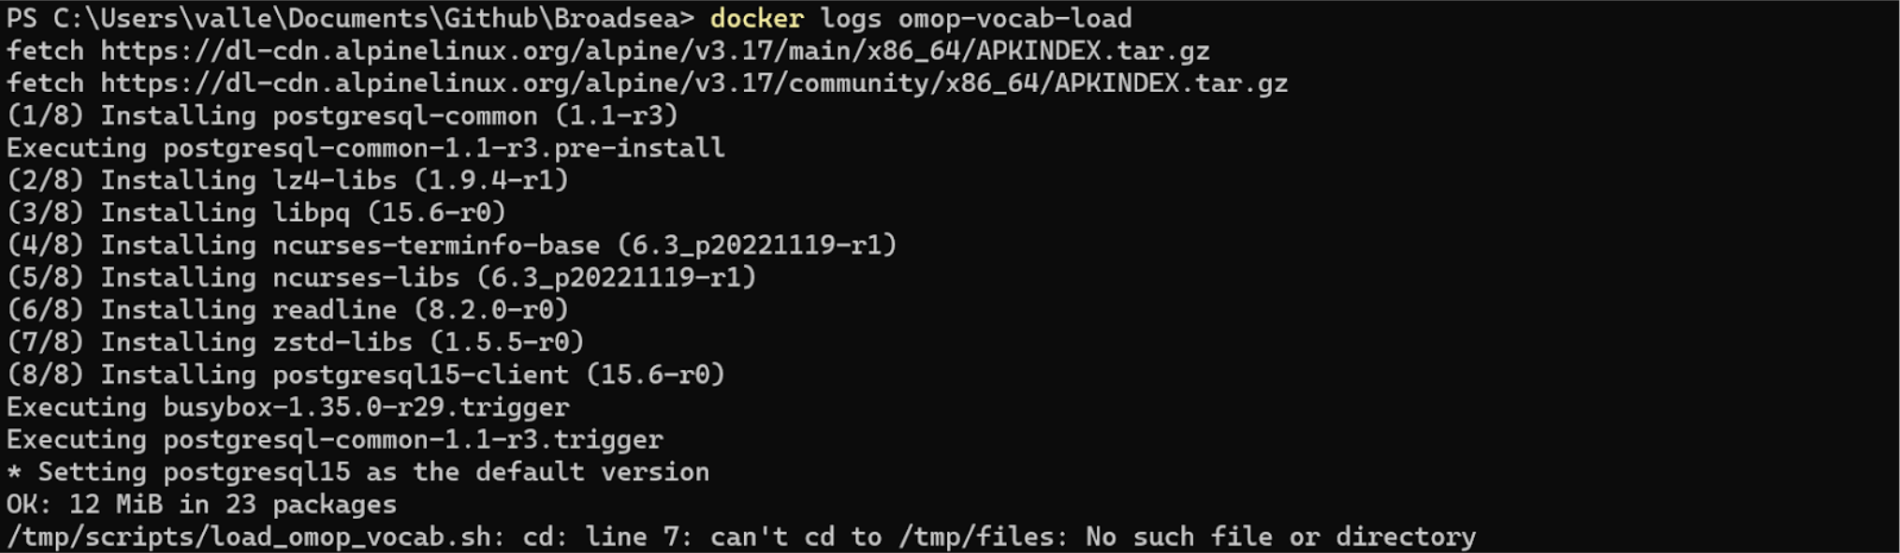 PS C:\Users\valle\Documents\Github\Broadsea> docker logs omop-vocab-load
fetch https://dl-cdn.alpinelinux.org/alpine/v3.17/main/x86_64/APKINDEX.tar.gz
fetch https://dl-cdn.alpinelinux.org/alpine/v3.17/community/x86_64/APKINDEX.tar.gz
(1/8) Installing postgresql-common (1.1-r3)
Executing postgresql-common-1.1-r3.pre-install
(2/8) Installing lz4-libs (1.9.4-r1)
(3/8) Installing libpq (15.6-r0)
(4/8) Installing ncurses-terminfo-base (6.3_p20221119-r1)
(5/8) Installing ncurses-libs (6.3_p20221119-r1)
(6/8) Installing readline (8.2.0-r0)
(7/8) Installing zstd-libs (1.5.5-r0)
(8/8) Installing postgresql15-client (15.6-r0)
Executing busybox-1.35.0-r29.trigger
Executing postgresql-common-1.1-r3.trigger
* Setting postgresql15 as the default version
OK: 12 MiB in 23 packages
/tmp/scripts/load_omop_vocab.sh: cd: line 7: can't cd to /tmp/files: No such file or directory